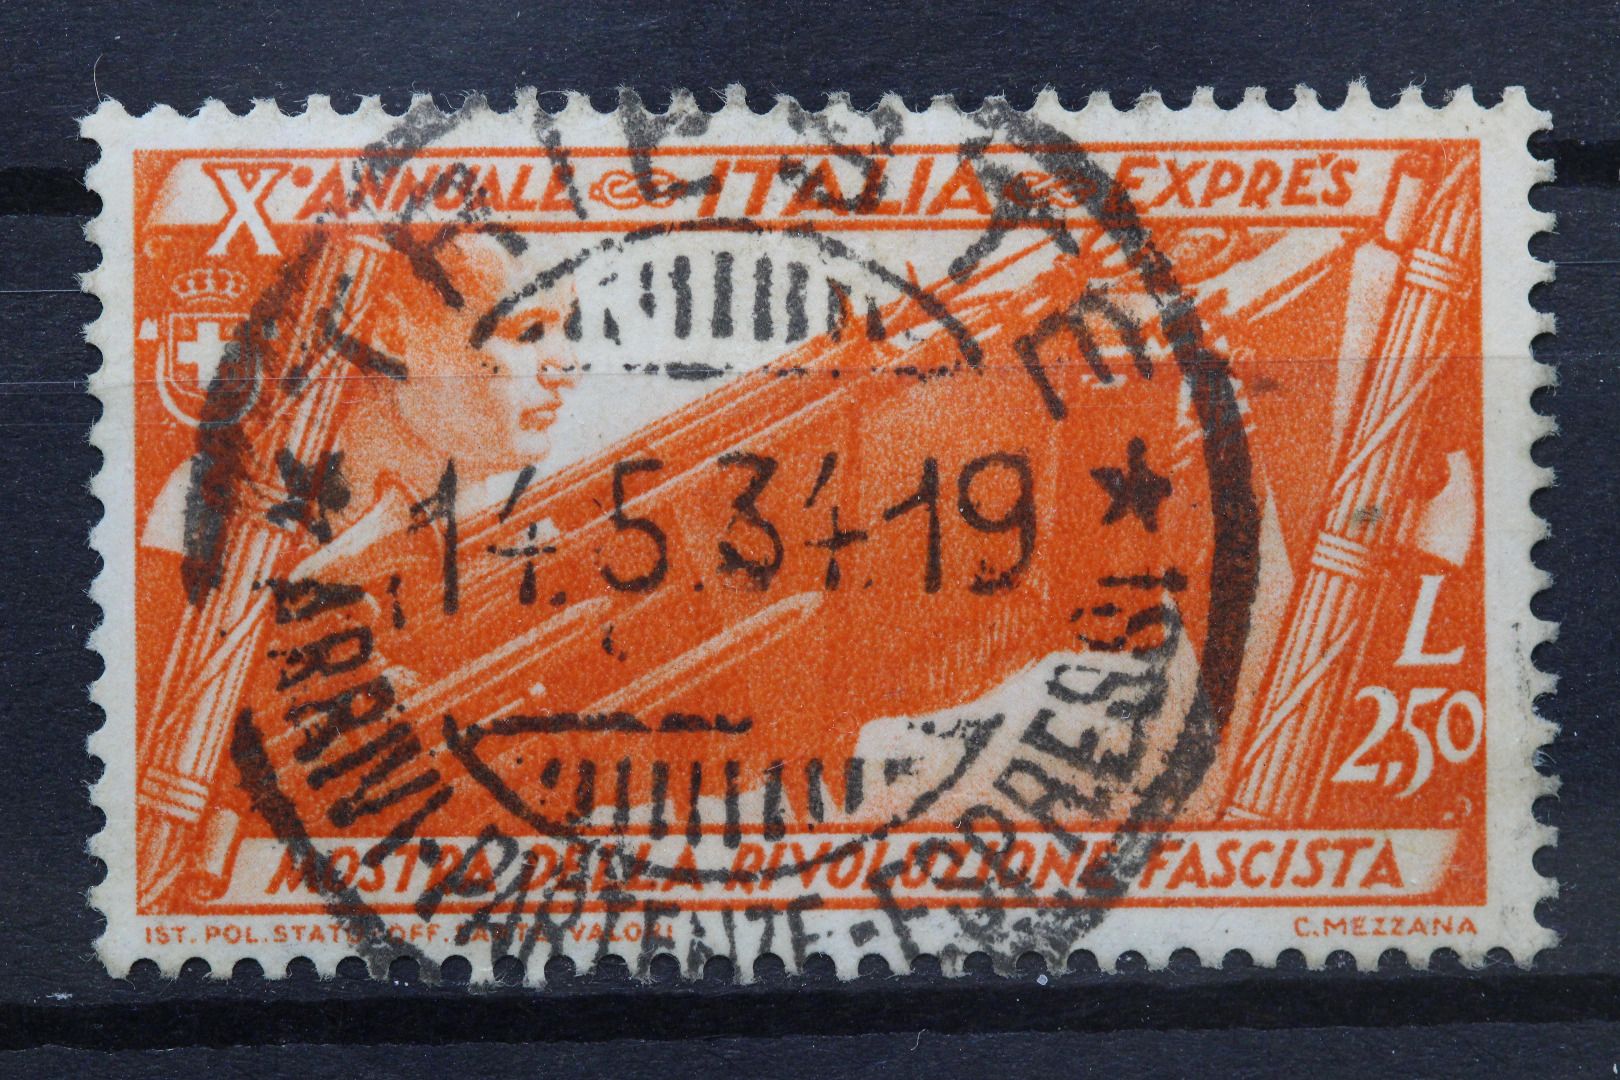 X° ANNUALE ITALIA EXPRÉS
TRIESTE
* 14.5.34.19 *
ARRIVI.PARTENZE.ESPRESSI
L
2,50
MOSTRA DELLA RIVOLUZIONE FASCISTA
IST. POL. STATO OFF. CARTE VALORI
C. MEZZANA